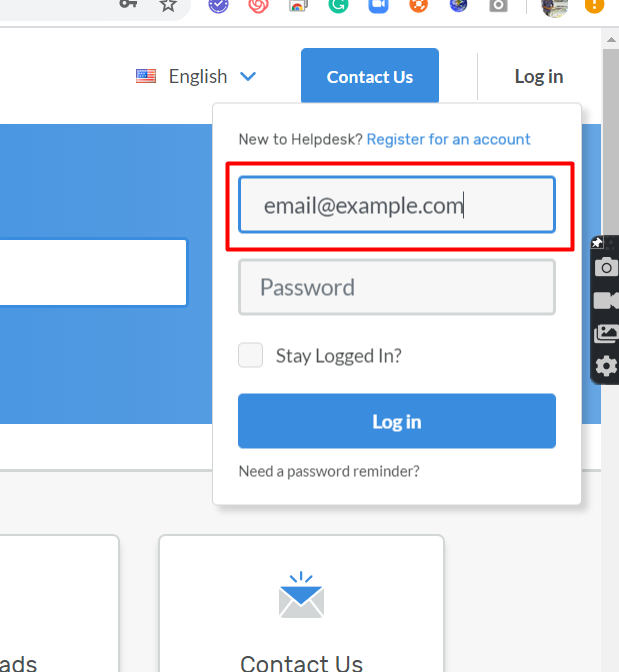 English
Contact Us
Log in
New to Helpdesk? Register for an account
email@example.com
Password
Stay Logged In?
Log in
Need a password reminder?
ads
Contact Us